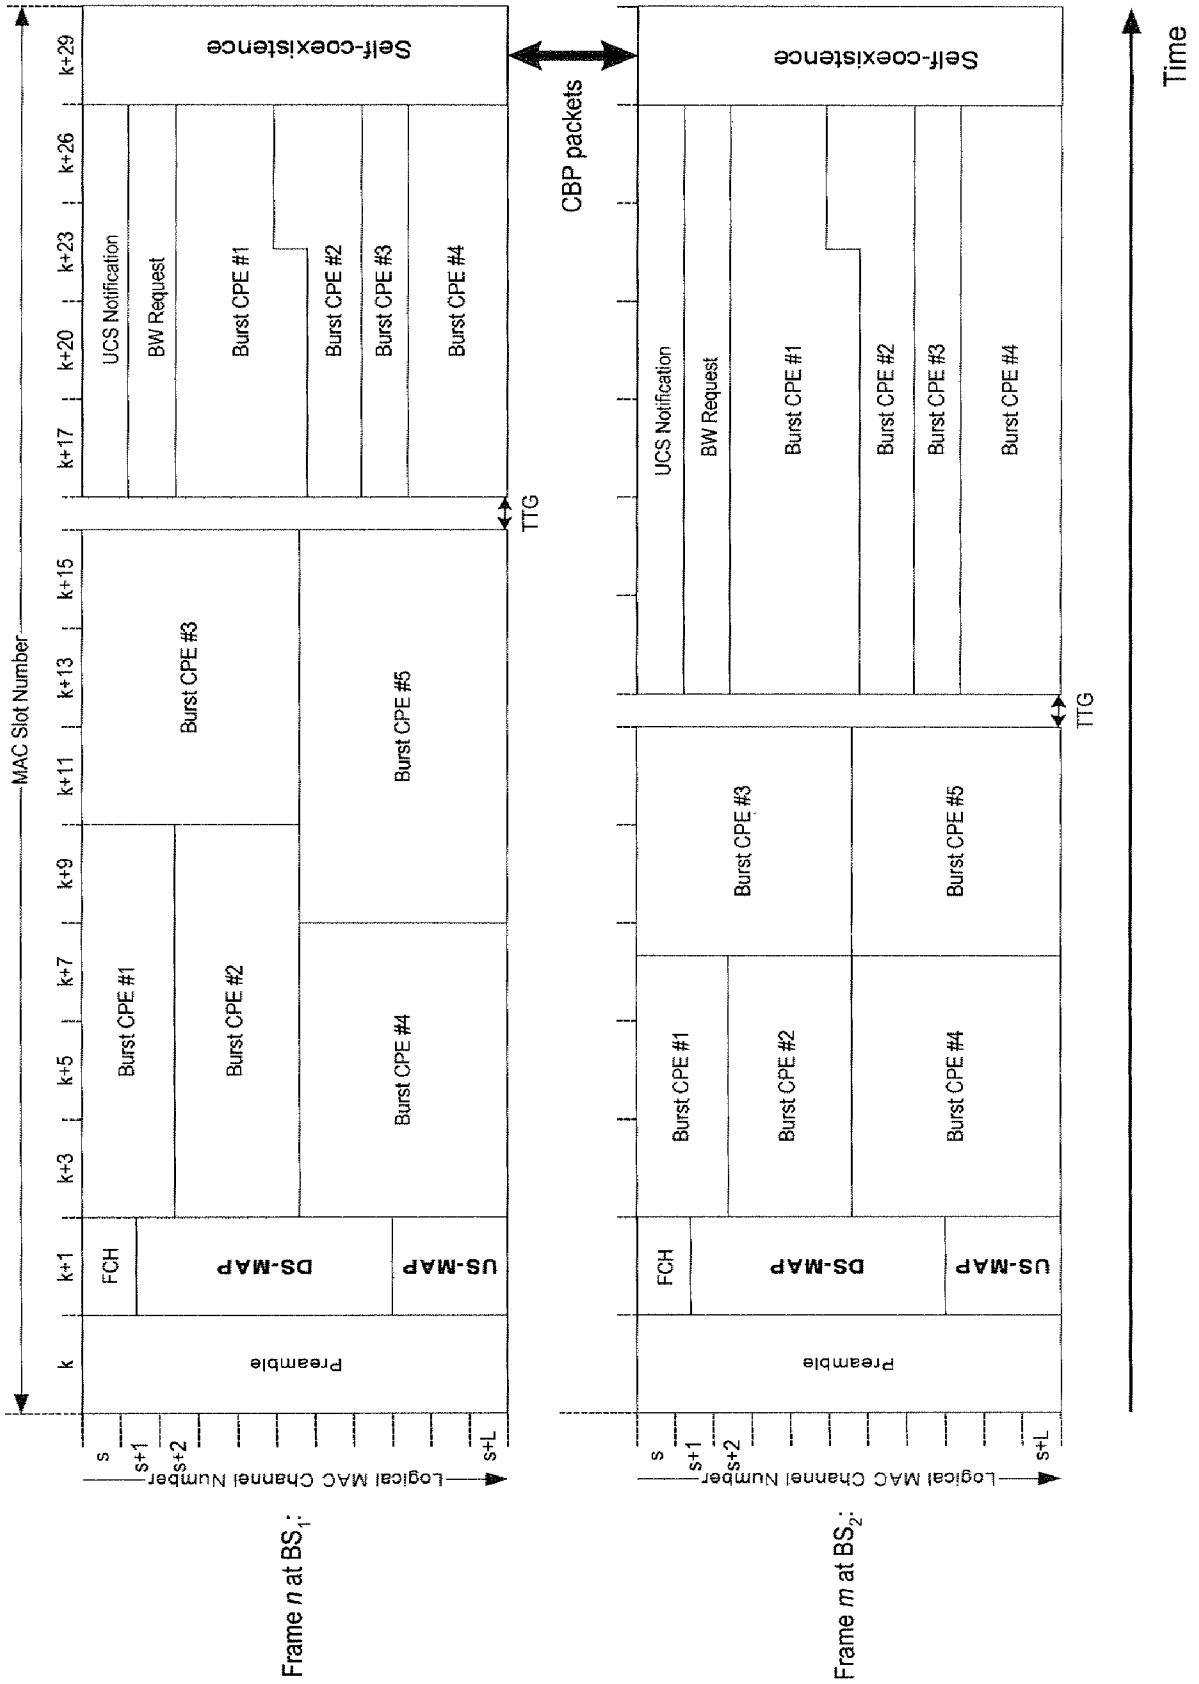 MAC Slot Number
k
k+1
k+3
k+5
k+7
k+9
k+11
k+13
k+15
k+17
k+20
k+23
k+26
k+29
Frame n at BS1:
Logical MAC Channel Number
s
s+1
s+2
s+L
Preamble
FCH
DS-MAP
US-MAP
Burst CPE #1
Burst CPE #2
Burst CPE #4
Burst CPE #3
Burst CPE #5
TTG
UCS Notification
BW Request
Burst CPE #1
Burst CPE #2
Burst CPE #3
Burst CPE #4
Self-coexistence
CBP packets
Frame m at BS2:
Logical MAC Channel Number
s
s+1
s+2
s+L
Preamble
FCH
DS-MAP
US-MAP
Burst CPE #1
Burst CPE #2
Burst CPE #4
Burst CPE #3
Burst CPE #5
TTG
UCS Notification
BW Request
Burst CPE #1
Burst CPE #2
Burst CPE #3
Burst CPE #4
Self-coexistence
Time